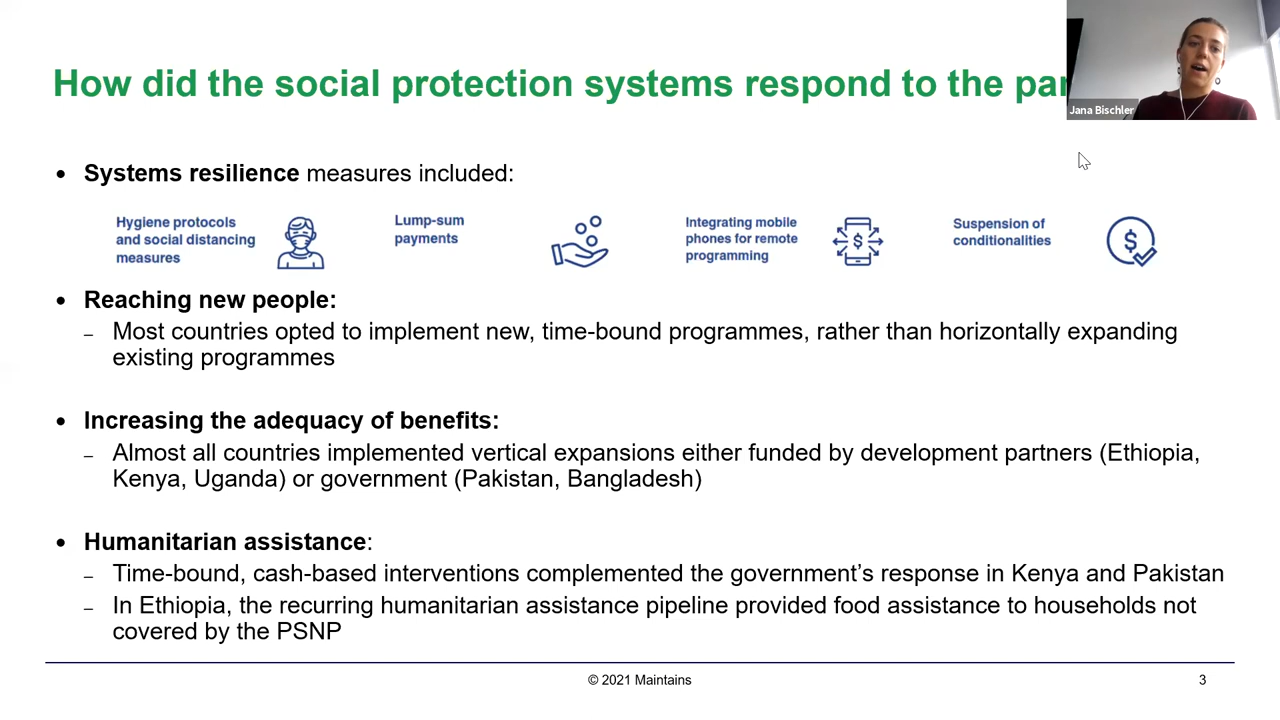 How did the social protection systems respond to the
Jana Bischler
• Systems resilience measures included:
Hygiene protocols
and social distancing
measures
Lump-sum
payments
Integrating mobile
phones for remote
programming
Suspension of
conditionalities
• Reaching new people:
– Most countries opted to implement new, time-bound programmes, rather than horizontally expanding
existing programmes
• Increasing the adequacy of benefits:
– Almost all countries implemented vertical expansions either funded by development partners (Ethiopia,
Kenya, Uganda) or government (Pakistan, Bangladesh)
• Humanitarian assistance:
– Time-bound, cash-based interventions complemented the government’s response in Kenya and Pakistan
– In Ethiopia, the recurring humanitarian assistance pipeline provided food assistance to households not
covered by the PSNP
© 2021 Maintains
3